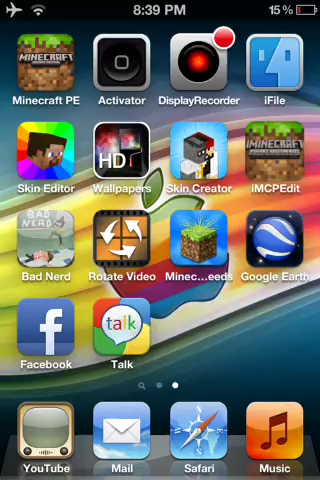 8:39 PM
15%
MINECRAFT
Minecraft PE
Activator
DisplayRecorder
iFile
HD
MINECRAFT
Skin Editor
Wallpapers
Skin Creator
iMCPEdit
BAD
NERD
Bad Nerd
Rotate Video
Minec...eeds
Google Earth
f
talk
Facebook
Talk
YouTube
Mail
Safari
Music